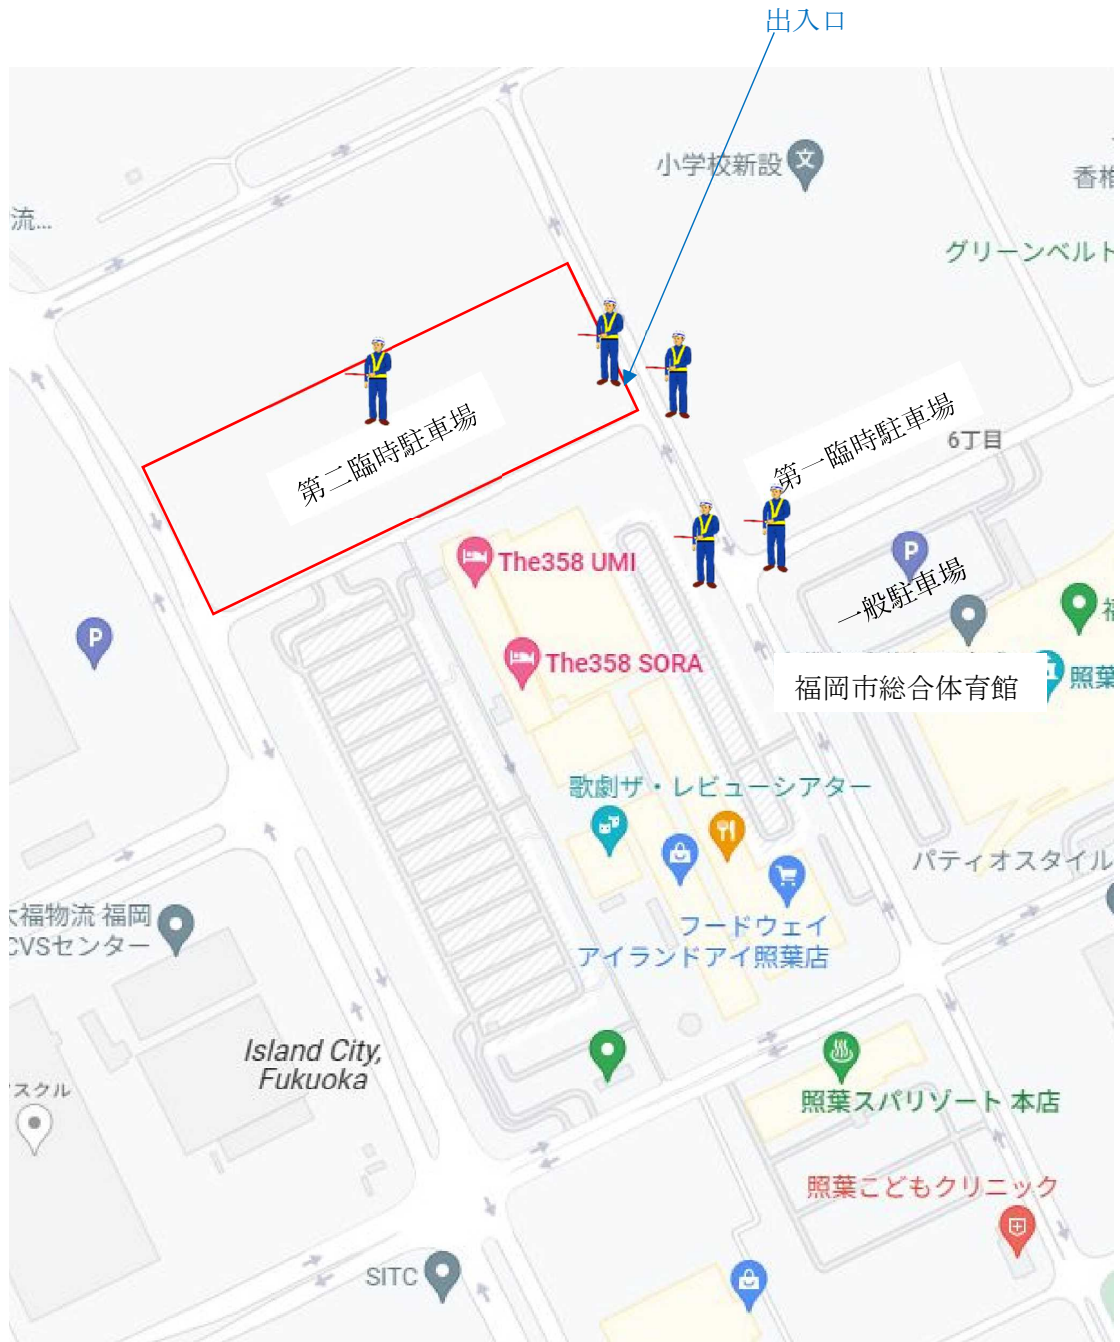 出入口
小学校新設
香椎
流...
グリーンベルト
第二臨時駐車場
第一臨時駐車場
6丁目
P
The358 UMI
一般駐車場
P
The358 SORA
福岡市総合体育館
照葉
歌劇ザ・レビューシアター
パティオスタイル
大福物流 福岡
CVSセンター
フードウェイ
アイランドアイ照葉店
Island City,
Fukuoka
スクル
照葉スパリゾート 本店
照葉こどもクリニック
SITC